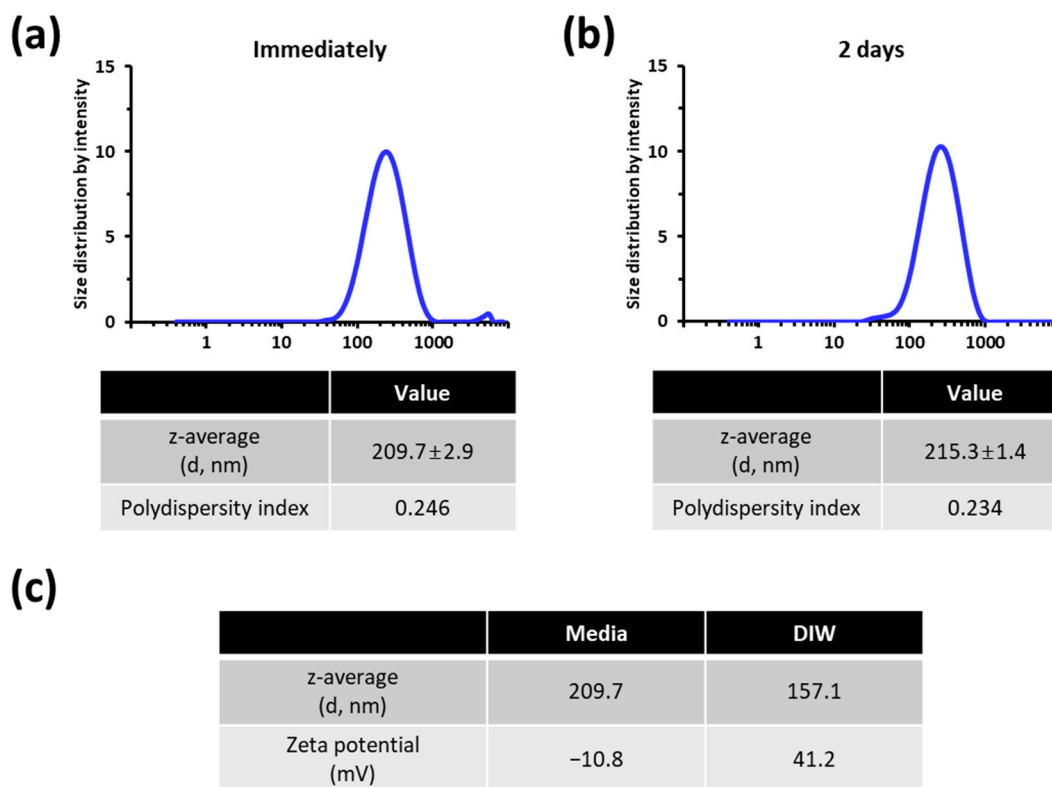 (a)
Immediately
Size distribution by intensity
15
10
5
0
1 10 100 1000
Value
z-average
(d, nm)
209.7±2.9
Polydispersity index 0.246
(b)
2 days
Size distribution by intensity
15
10
5
0
1 10 100 1000
Value
z-average
(d, nm)
215.3±1.4
Polydispersity index 0.234
(c)
Media DIW
z-average
(d, nm)
209.7 157.1
Zeta potential
(mV)
−10.8 41.2